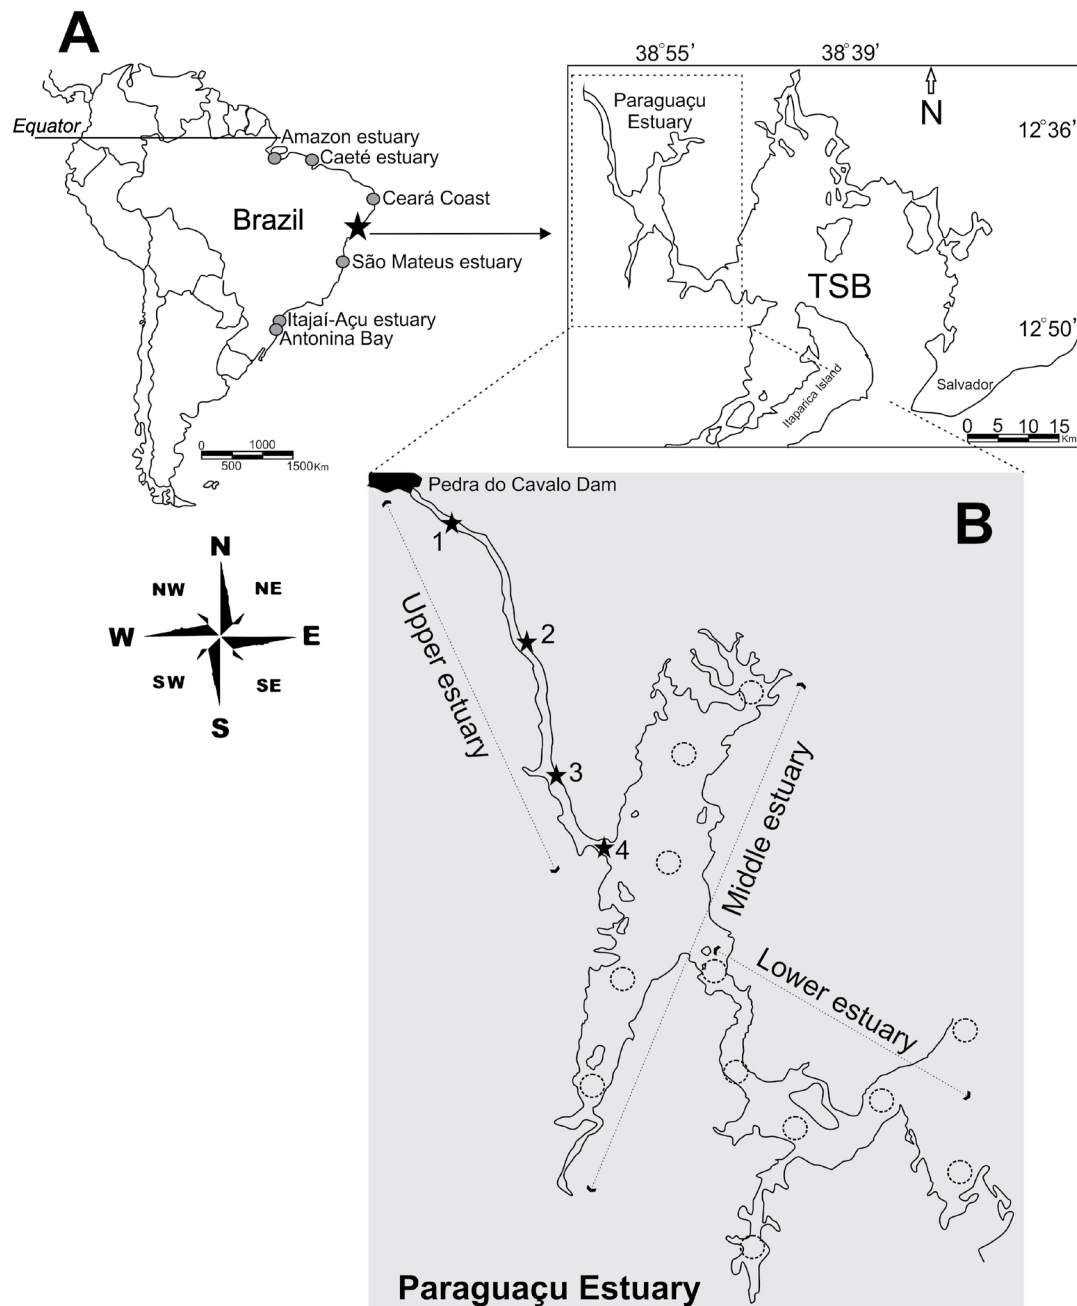 A
38°55’
38°39’
N
12°36’
12°50’
Paraguaçu
Estuary
TSB
Itaparica Island
Salvador
0 5 10 15
Km
Equator
Amazon estuary
Caeté estuary
Ceará Coast
Brazil
São Mateus estuary
Itajaí-Açu estuary
Antonina Bay
0 1000
500 1500 Km
N
NW
NE
W
E
SW
SE
S
B
Pedra do Cavalo Dam
1
2
3
4
Upper estuary
Middle estuary
Lower estuary
Paraguaçu Estuary